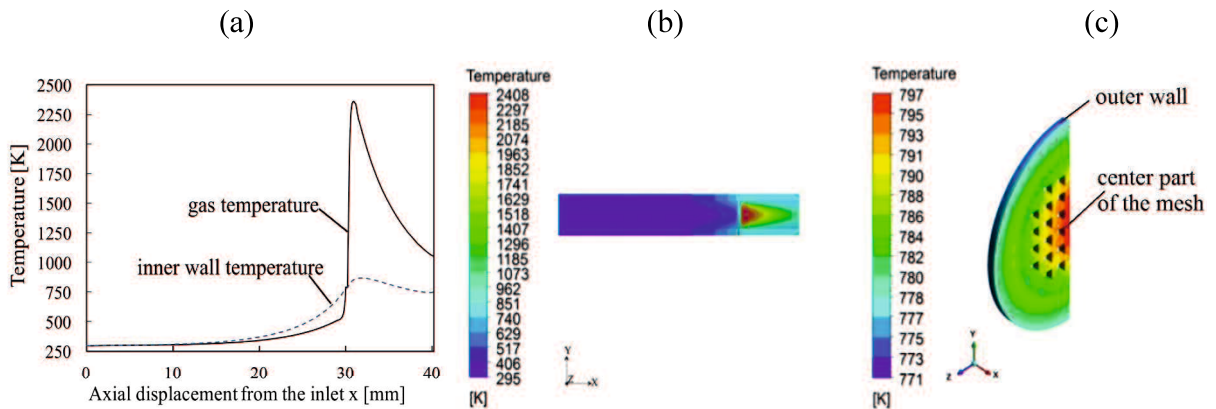 (a)
(b)
(c)
2500
2250
2000
1750
1500
1250
1000
750
500
250
Temperature [K]
gas temperature
inner wall temperature
0
10
20
30
40
Axial displacement from the inlet x [mm]
Temperature
2408
2297
2185
2074
1963
1852
1741
1629
1518
1407
1296
1185
1073
962
851
740
629
517
406
295
[K]
Y
Z
X
Temperature
797
795
793
791
790
788
786
784
782
780
778
777
775
773
771
[K]
outer wall
center part
of the mesh
Y
Z
X